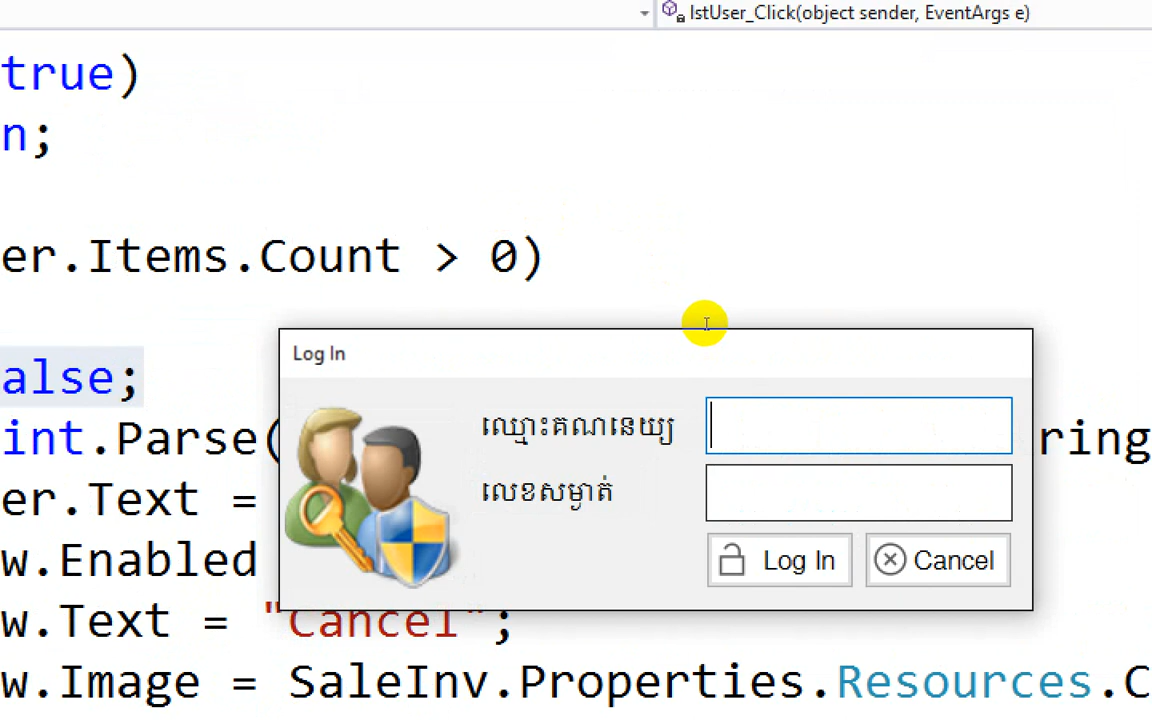 lstUser_Click(object sender, EventArgs e)
true)
n;
er.Items.Count > 0)
Log In
alse;
ឈ្មោះគណនេយ្យ
int.Parse(
ring
លេខសម្ងាត់
er.Text =
w.Enabled
Log In
Cancel
w.Text = "Cancel";
w.Image = SaleInv.Properties.Resources.C